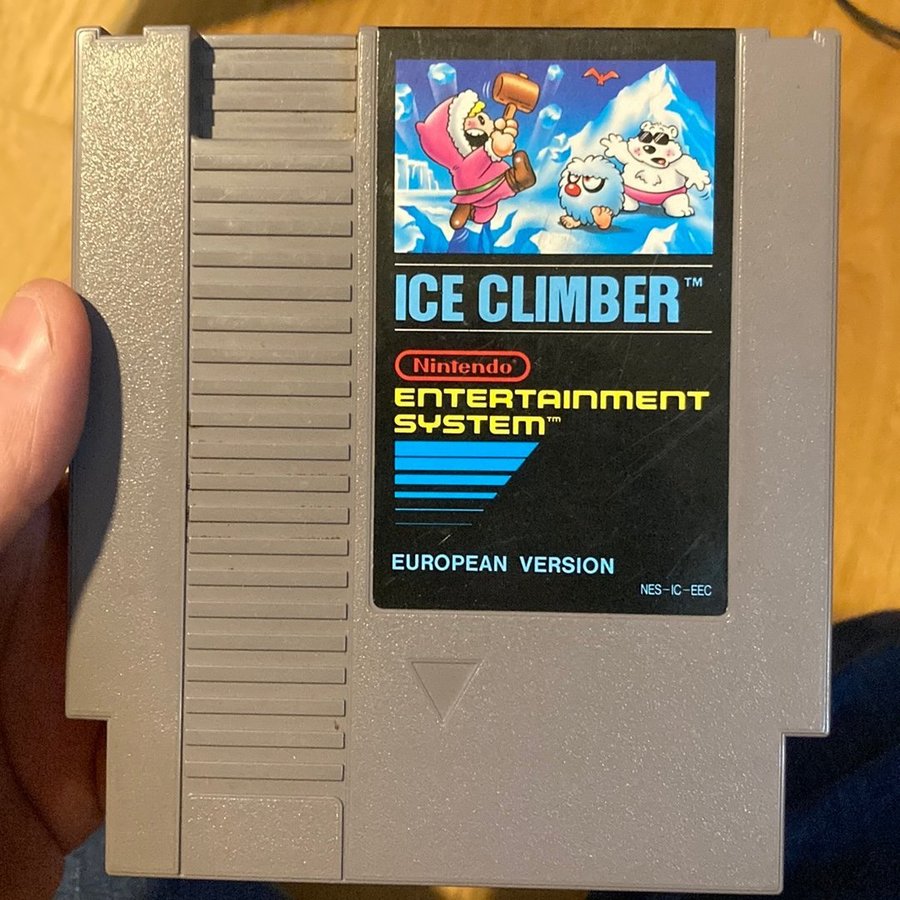 ICE CLIMBER™
Nintendo®
ENTERTAINMENT
SYSTEM™
EUROPEAN VERSION
NES-IC-EEC